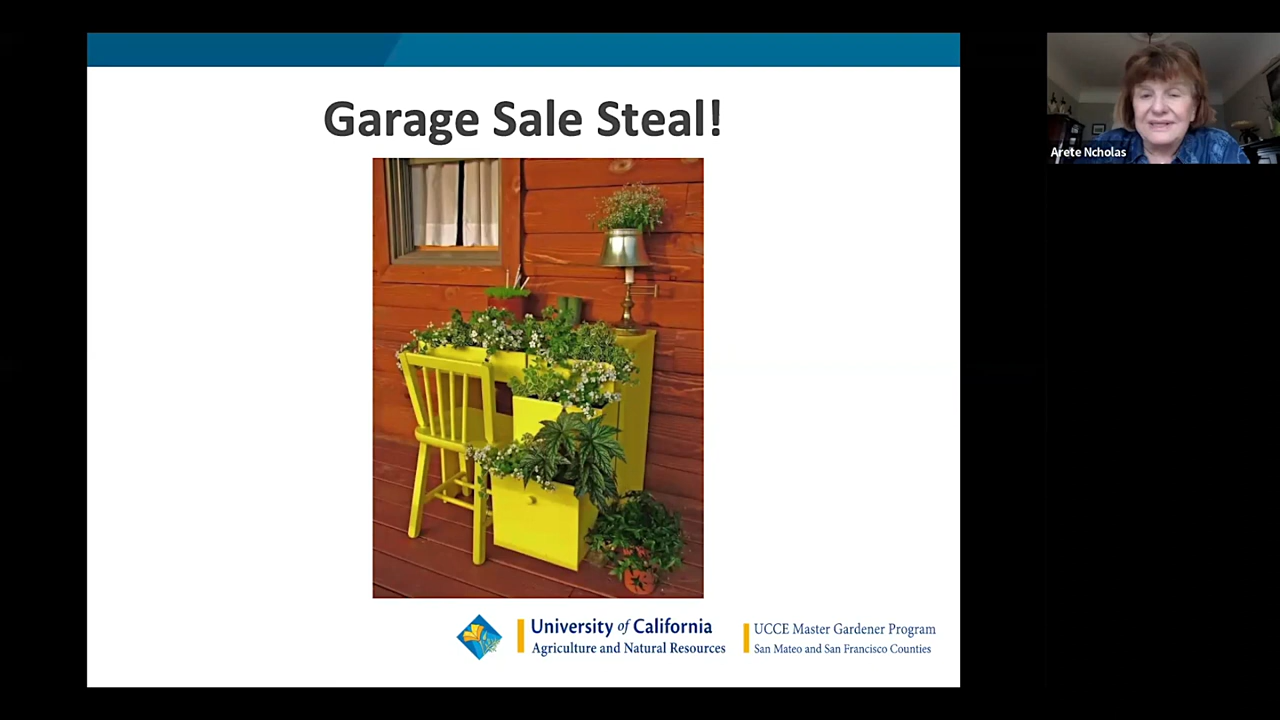 Garage Sale Steal!
Arete Ncholas
University of California
Agriculture and Natural Resources
UCCE Master Gardener Program
San Mateo and San Francisco Counties